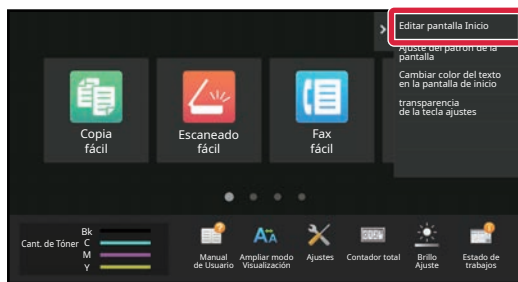 Editar pantalla Inicio
Ajuste del patrón de la
pantalla
Cambiar color del texto
en la pantalla de inicio
transparencia
de la tecla ajustes
Copia
fácil
Escaneado
fácil
Fax
fácil
Cant. de Tóner
Bk
C
M
Y
Manual
de Usuario
Ampliar modo
Visualización
Ajustes
Contador total
Brillo
Ajuste
Estado de
trabajos